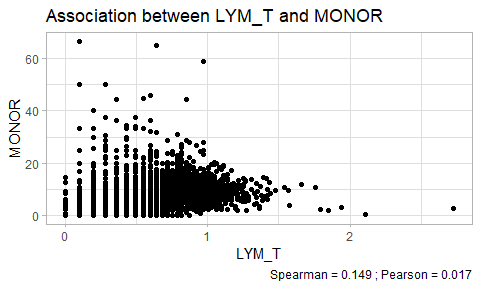 Association between LYM_T and MONOR
60
40
20
0
MONOR
0
1
2
LYM_T
Spearman = 0.149 ; Pearson = 0.017